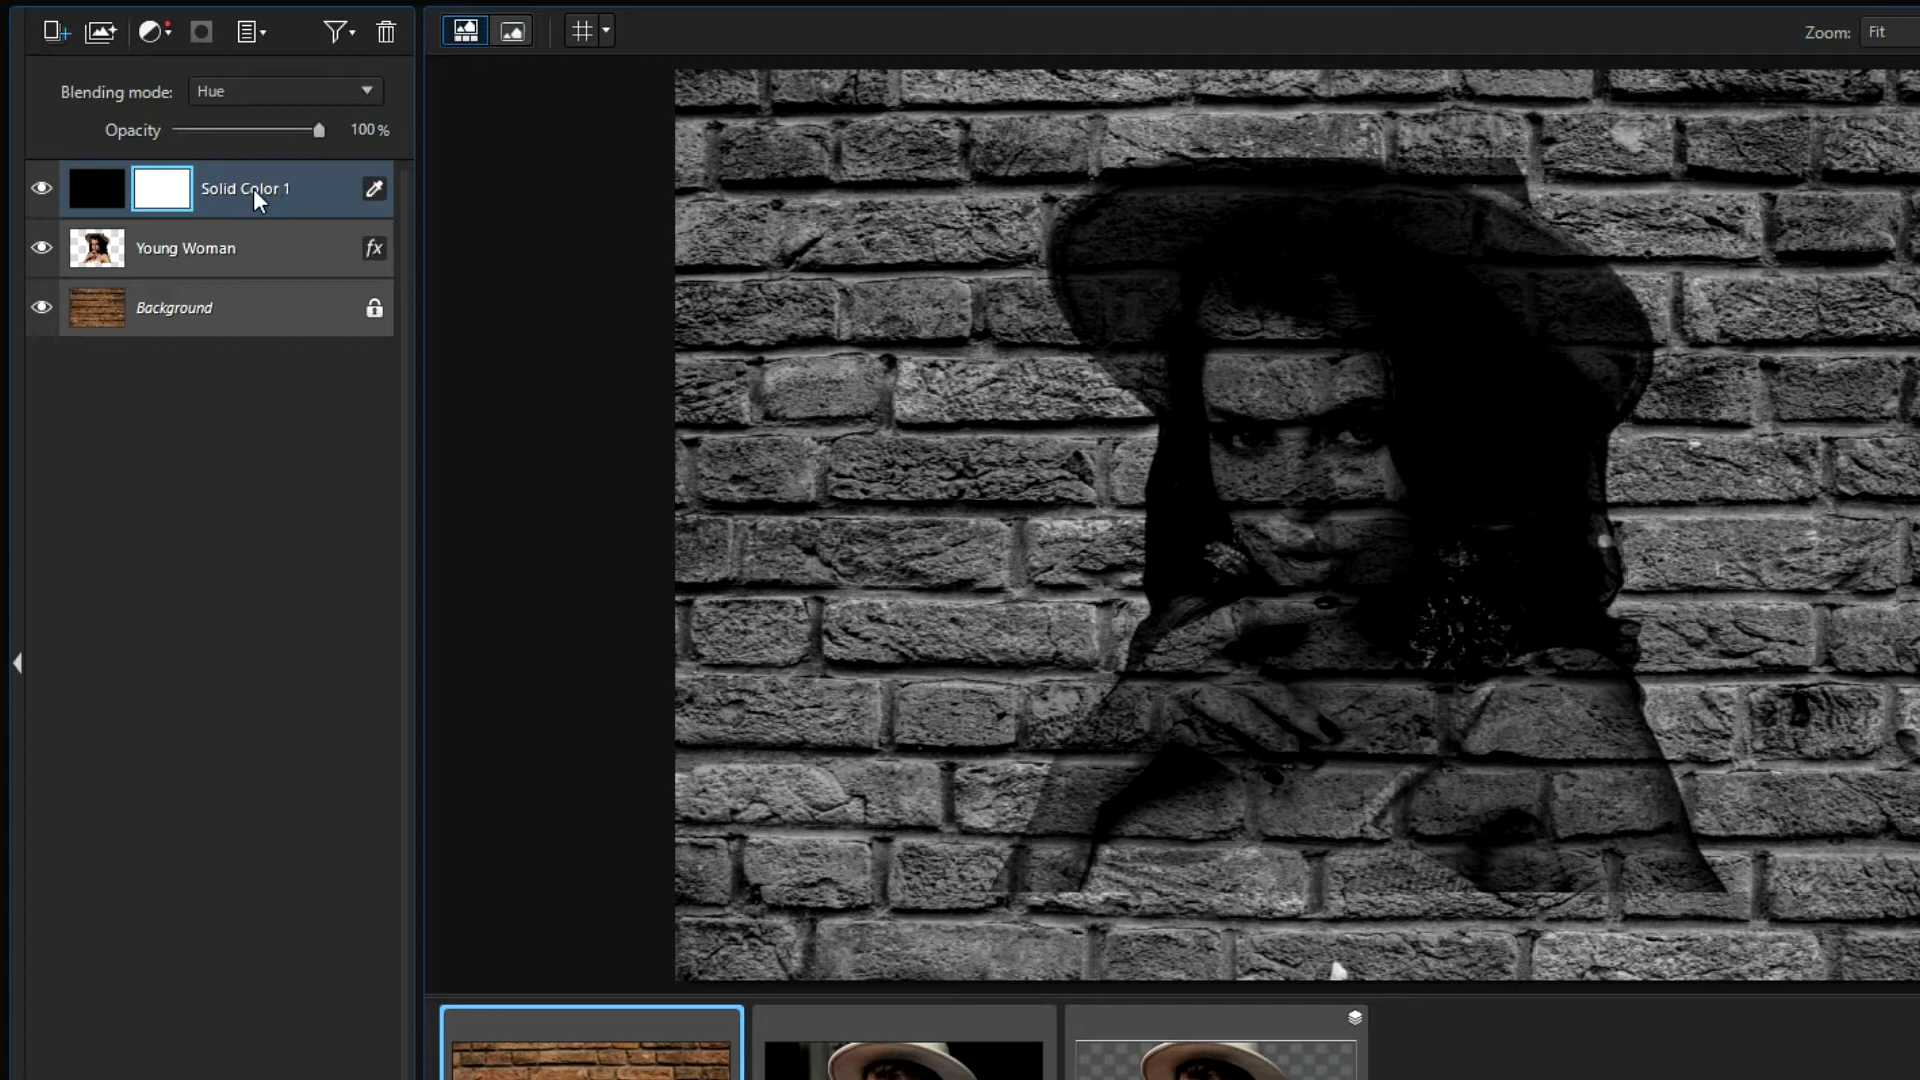 Zoom:
Fit
Blending mode:
Hue
Opacity
100 %
Solid Color 1
Young Woman
fx
Background